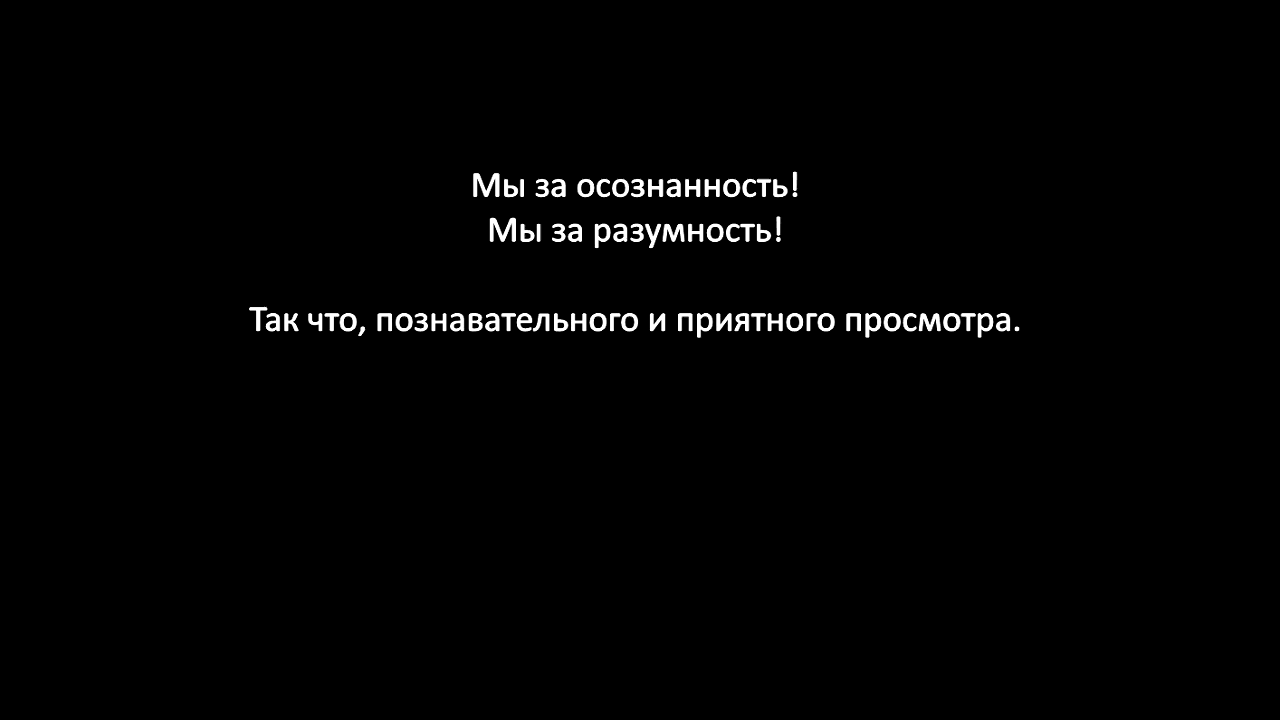 Мы за осознанность!
Мы за разумность!
Так что, познавательного и приятного просмотра.